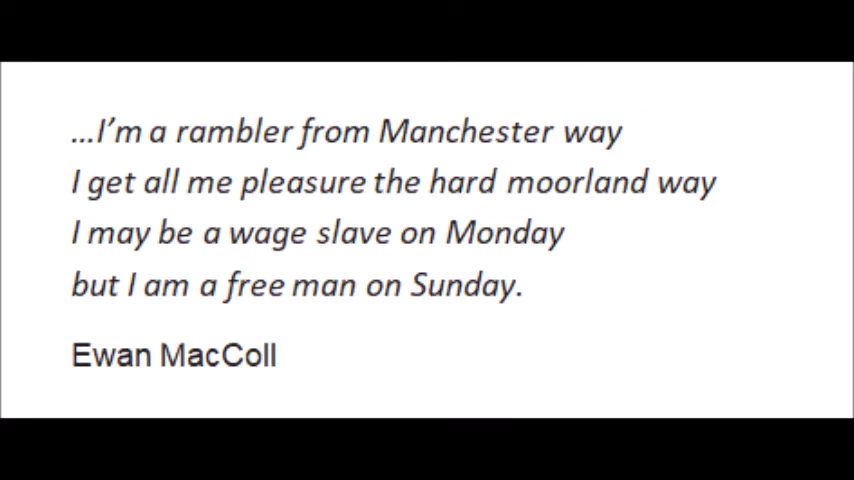 …I’m a rambler from Manchester way
I get all me pleasure the hard moorland way
I may be a wage slave on Monday
but I am a free man on Sunday.
Ewan MacColl